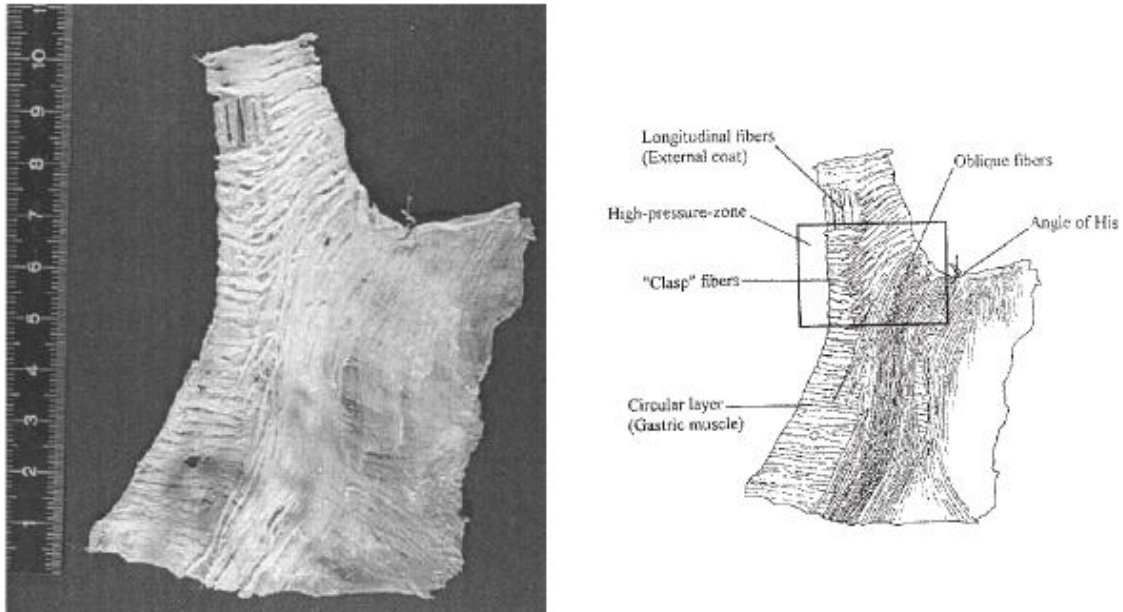 10
9
8
7
6
5
4
3
2
1
Longitudinal fibers
(External coat)
Oblique fibers
High-pressure-zone
Angle of His
"Clasp" fibers
Circular layer
(Gastric muscle)